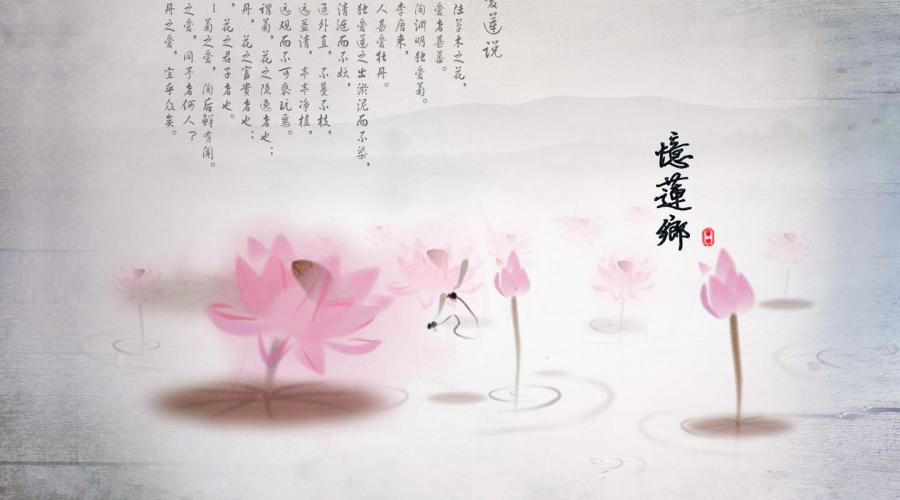 爱莲说
陆草木之花，
爱者甚蕃。
陶渊明独爱菊。
李唐来，
人甚爱牡丹。
独爱莲之出淤泥而不染，
清涟而不妖，
通外直，不蔓不枝，
远益清，亭亭净植，
远观而不可亵玩焉。
谓菊，花之隐逸者也；
丹，花之富贵者也；
，花之君子者也。
！菊之爱，陶后鲜有闻。
之爱，同予者何人？
丹之爱，宜乎众矣。
憶蓮鄉